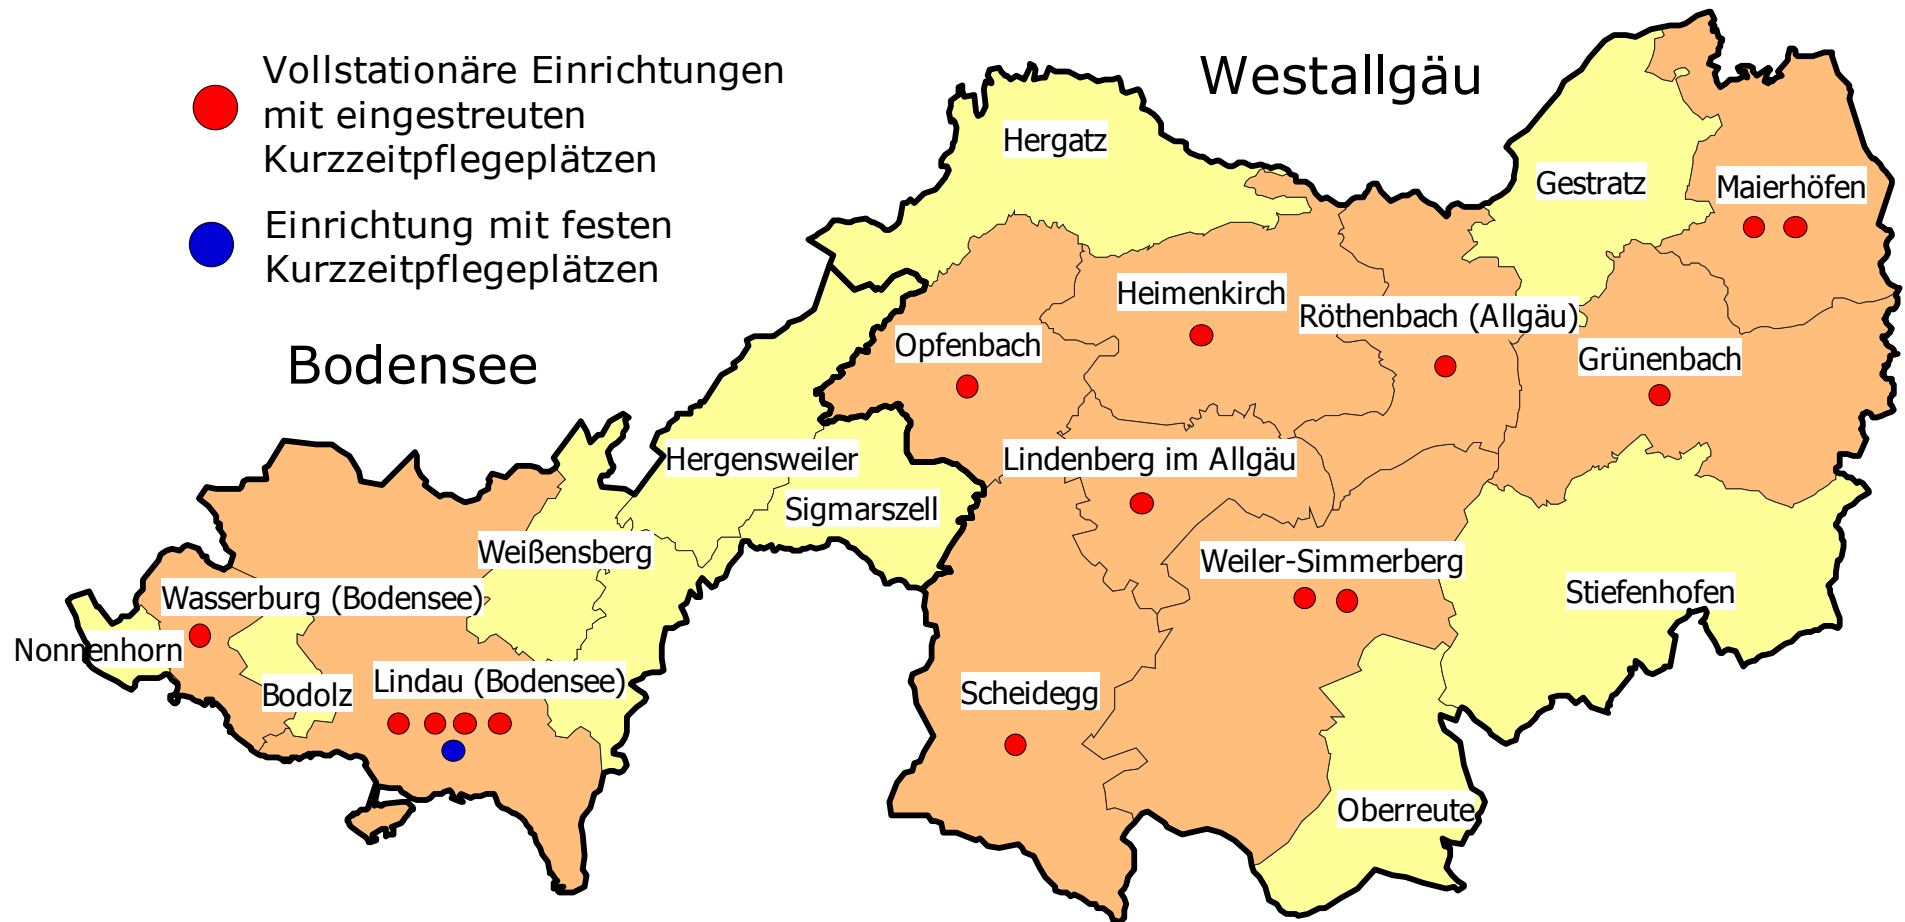 Vollstationäre Einrichtungen
mit eingestreuten
Kurzzeitpflegeplätzen
Einrichtung mit festen
Kurzzeitpflegeplätzen
Westallgäu
Bodensee
Hergatz
Gestratz
Maierhöfen
Heimenkirch
Röthenbach (Allgäu)
Opfenbach
Grünenbach
Hergensweiler
Lindenberg im Allgäu
Sigmarszell
Weißensberg
Weiler-Simmerberg
Wasserburg (Bodensee)
Stiefenhofen
Nonnenhorn
Bodolz
Lindau (Bodensee)
Scheidegg
Oberreute